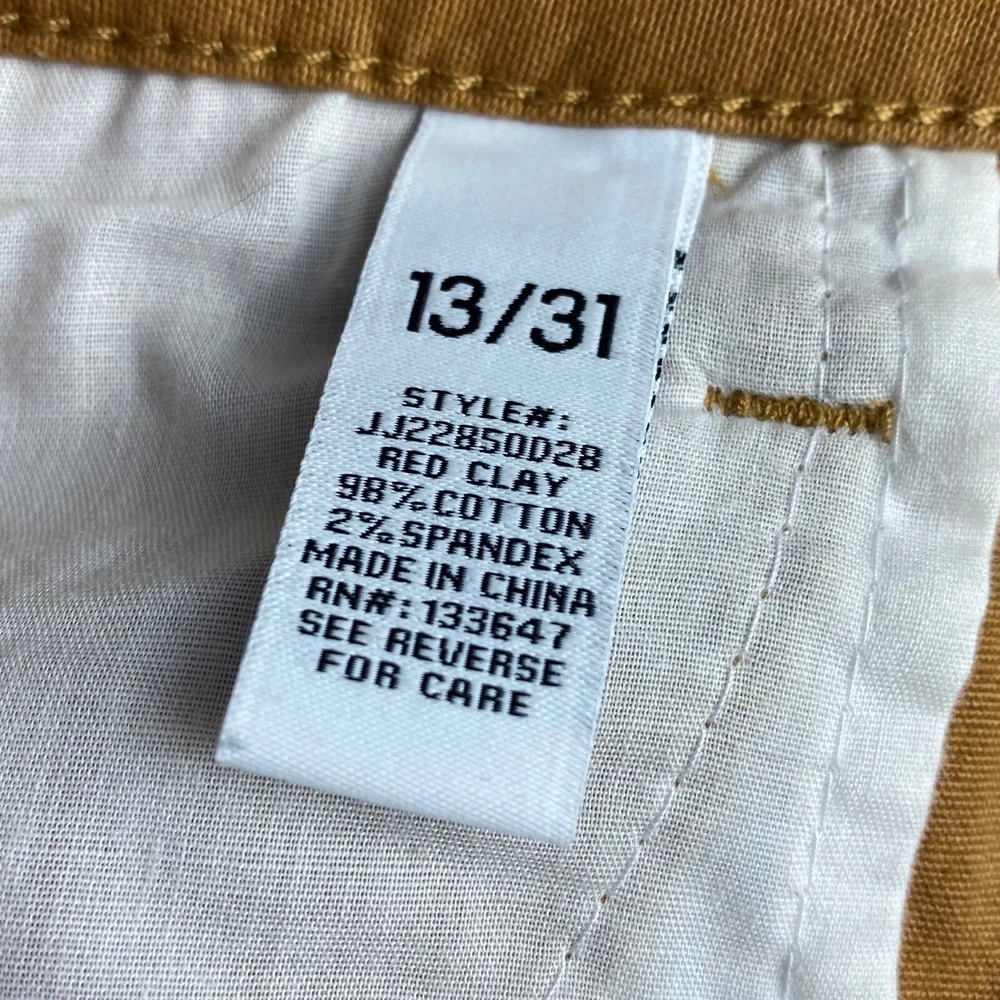 13/31
STYLE#:
JJ22850D28
RED CLAY
98%COTTON
2%SPANDEX
MADE IN CHINA
RN#:133647
SEE REVERSE
FOR CARE